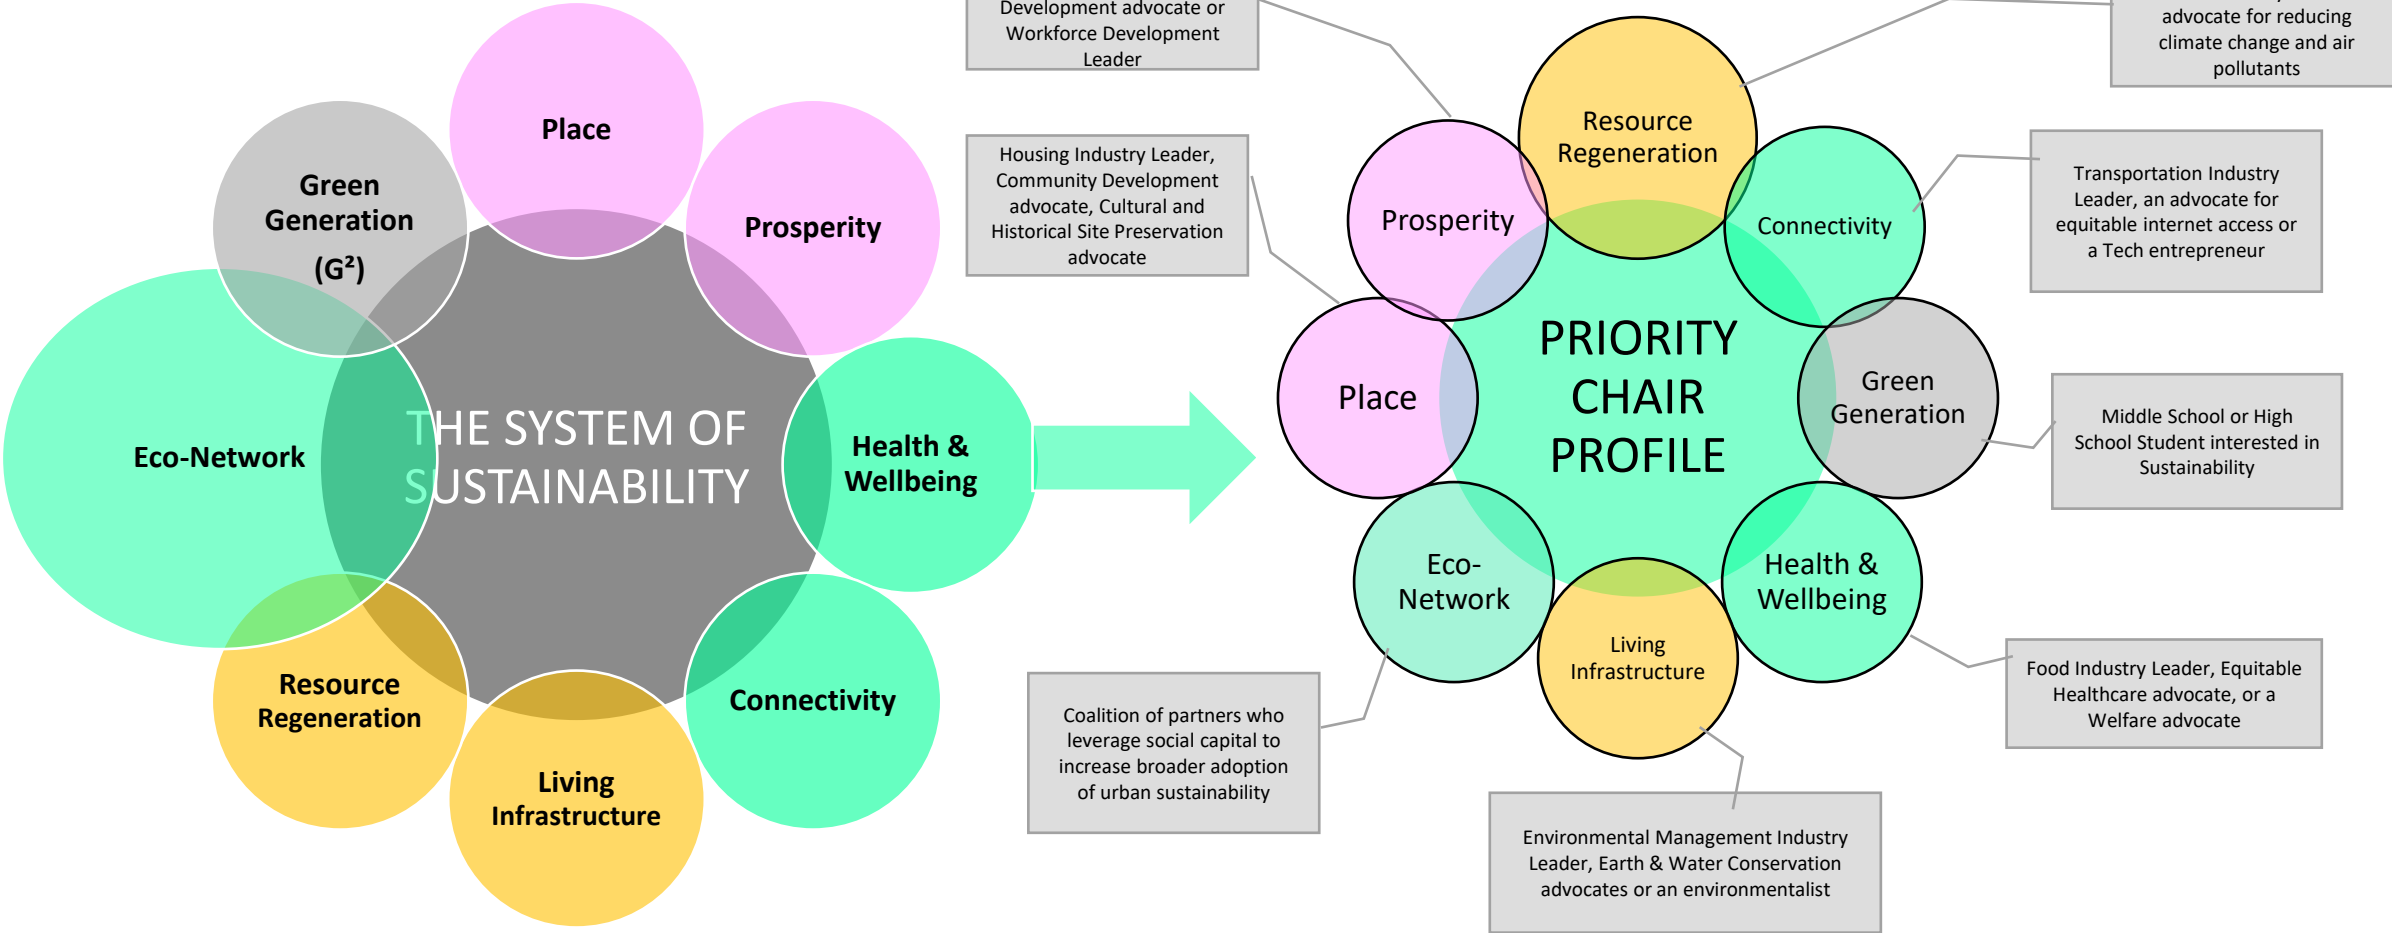 Place
Green
Generation
(G²)
Prosperity
Eco-Network
THE SYSTEM OF
SUSTAINABILITY
Health &
Wellbeing
Resource
Regeneration
Connectivity
Living
Infrastructure
Development advocate or
Workforce Development
Leader
advocate for reducing
climate change and air
pollutants
Resource
Regeneration
Housing Industry Leader,
Community Development
advocate, Cultural and
Historical Site Preservation
advocate
Prosperity
Connectivity
Transportation Industry
Leader, an advocate for
equitable internet access or
a Tech entrepreneur
PRIORITY
CHAIR
PROFILE
Place
Green
Generation
Middle School or High
School Student interested in
Sustainability
Eco-
Network
Health &
Wellbeing
Living
Infrastructure
Coalition of partners who
leverage social capital to
increase broader adoption
of urban sustainability
Food Industry Leader, Equitable
Healthcare advocate, or a
Welfare advocate
Environmental Management Industry
Leader, Earth & Water Conservation
advocates or an environmentalist